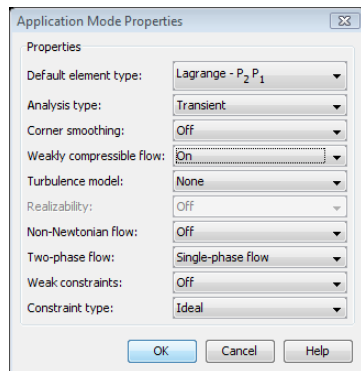 Application Mode Properties
Properties
Default element type: Lagrange - P2 P1
Analysis type: Transient
Corner smoothing: Off
Weakly compressible flow: On
Turbulence model: None
Realizability: Off
Non-Newtonian flow: Off
Two-phase flow: Single-phase flow
Weak constraints: Off
Constraint type: Ideal
OK Cancel Help